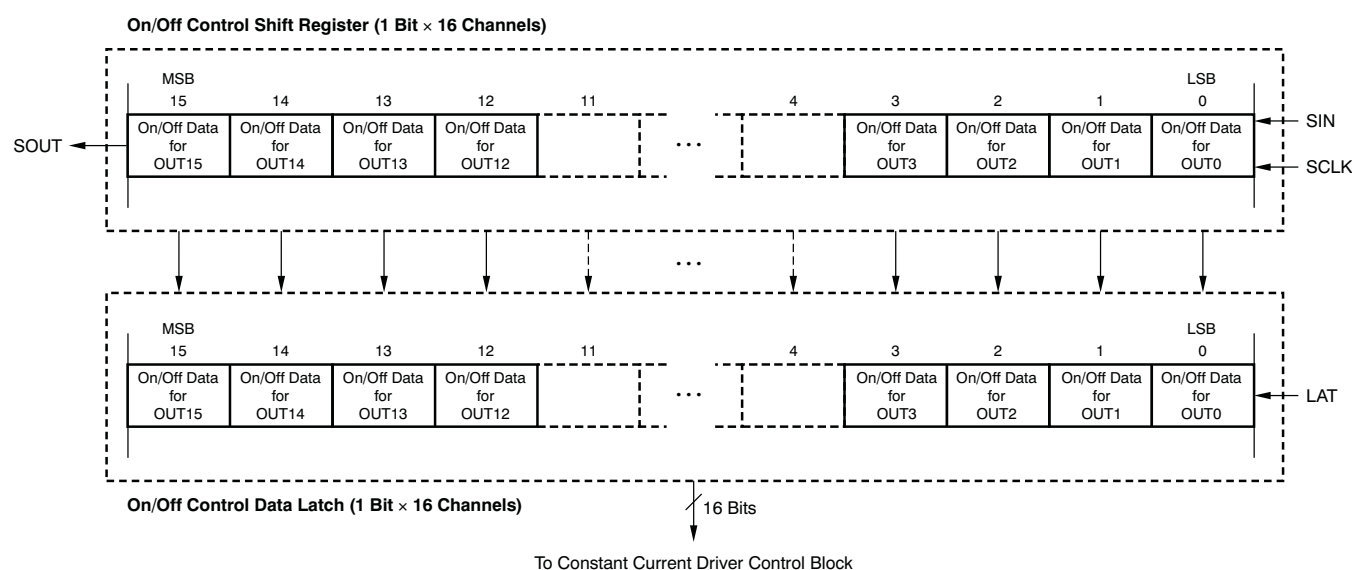 On/Off Control Shift Register (1 Bit × 16 Channels)
MSB LSB
15 14 13 12 11 4 3 2 1 0
SOUT
On/Off Data for OUT15
On/Off Data for OUT14
On/Off Data for OUT13
On/Off Data for OUT12
...
On/Off Data for OUT3
On/Off Data for OUT2
On/Off Data for OUT1
On/Off Data for OUT0
SIN
SCLK
...
MSB LSB
15 14 13 12 11 4 3 2 1 0
On/Off Data for OUT15
On/Off Data for OUT14
On/Off Data for OUT13
On/Off Data for OUT12
...
On/Off Data for OUT3
On/Off Data for OUT2
On/Off Data for OUT1
On/Off Data for OUT0
LAT
On/Off Control Data Latch (1 Bit × 16 Channels)
16 Bits
To Constant Current Driver Control Block